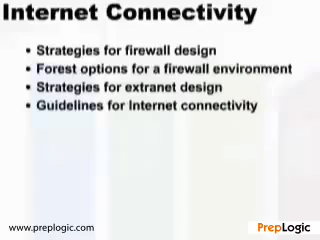 Internet Connectivity
• Strategies for firewall design
• Forest options for a firewall environment
• Strategies for extranet design
• Guidelines for Internet connectivity
www.preplogic.com
PrepLogic